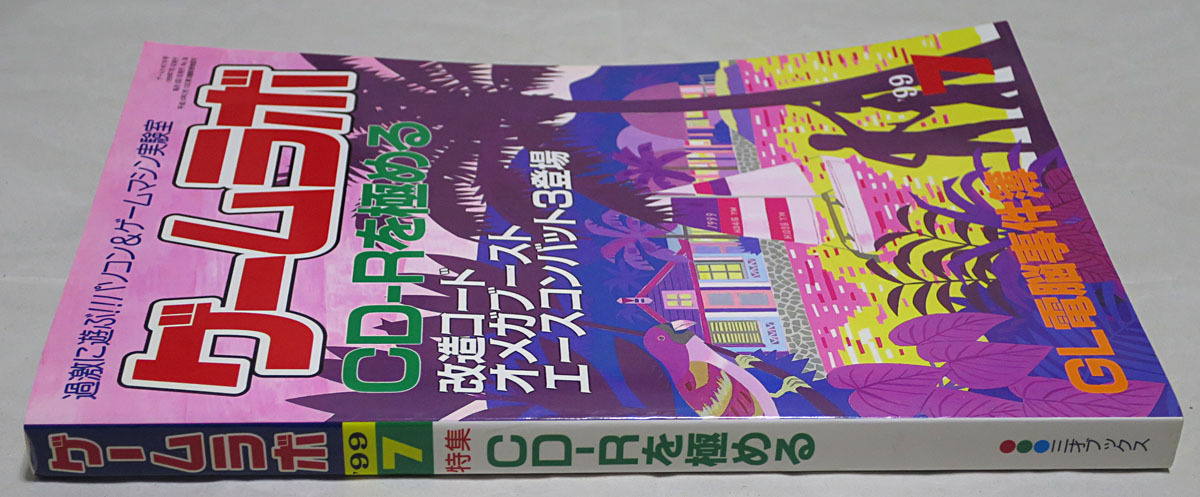 過激に遊ぶ!!パソコン&ゲームマシン実験室
ゲームラボ
'99
7
CD-Rを極める
改造コード
オメガブースト
エースコンバット3登場
1999
GL電脳事件簿
ゲームラボ
'99
7
特集
CD-Rを極める
三才ブックス